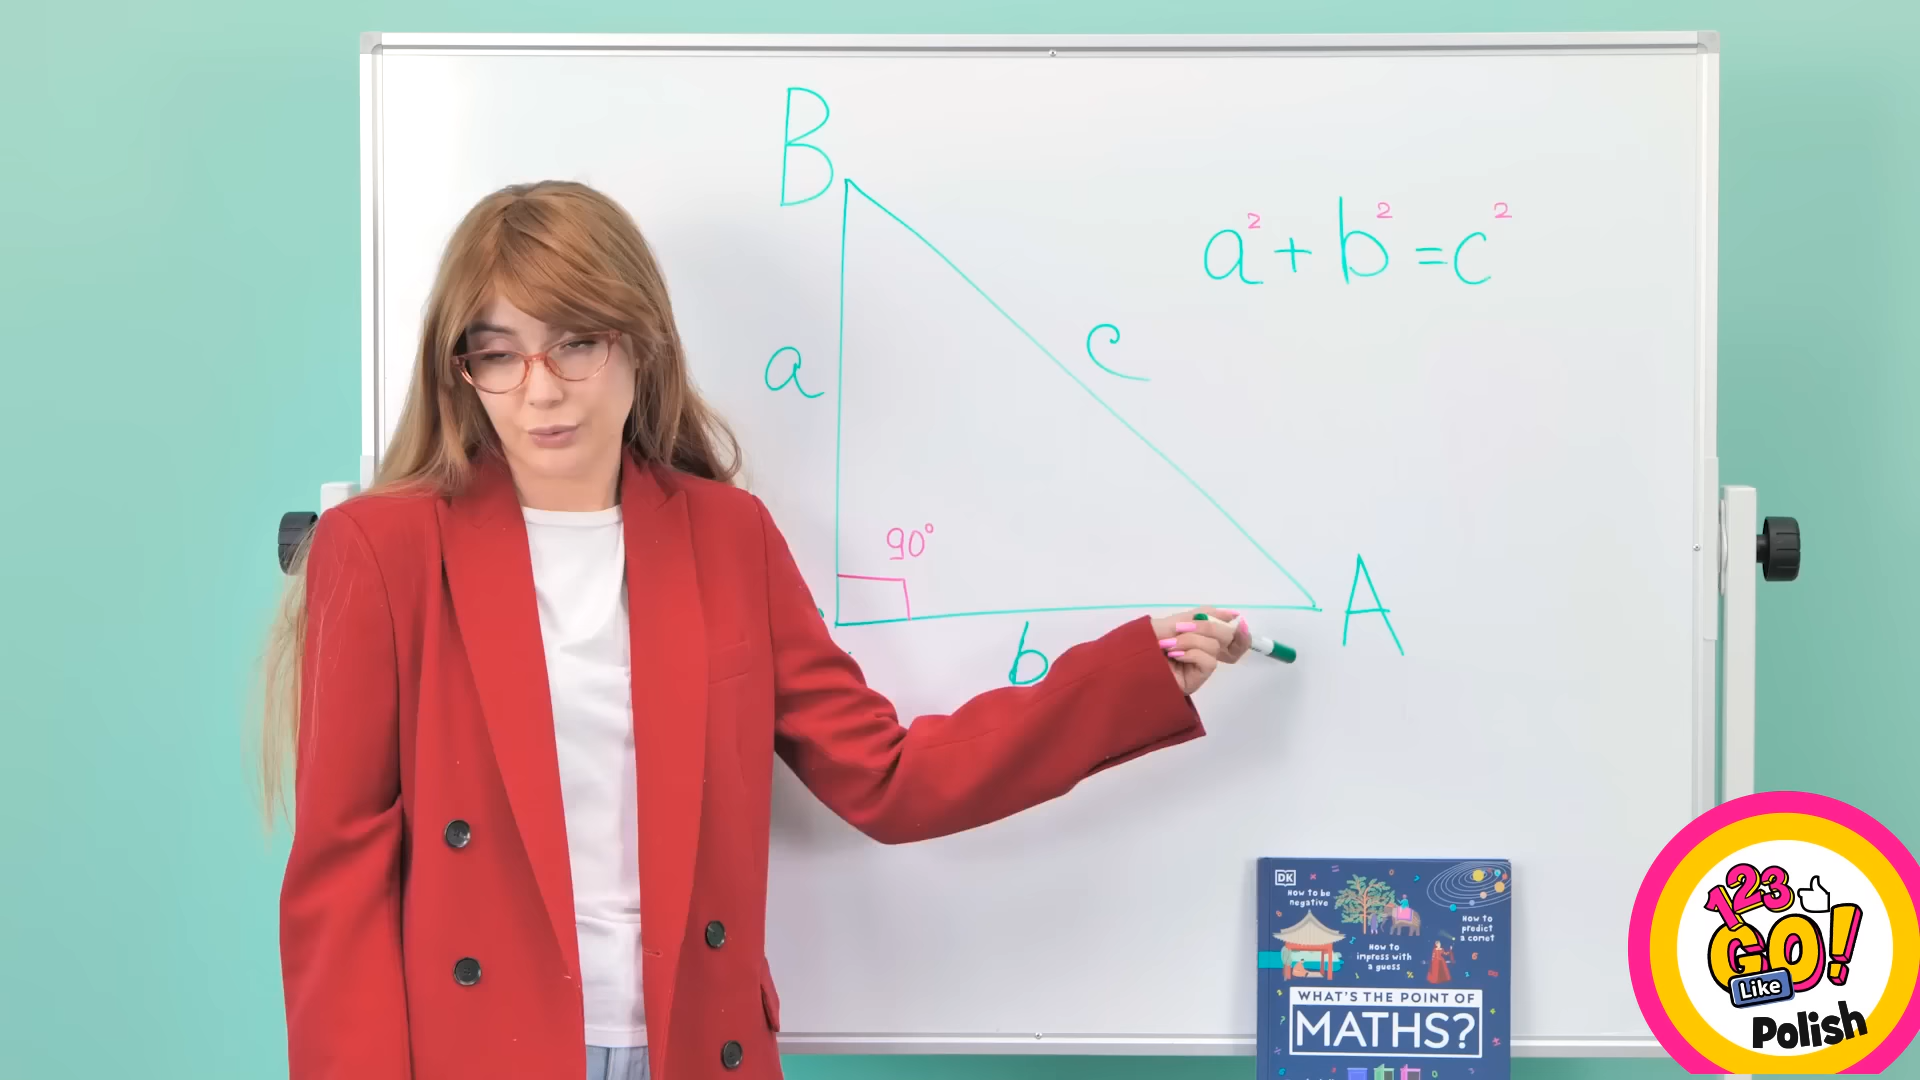 B
a² + b² = c²
c
a
90°
A
b
DK
How to be
negative
How to
predict
a comet
How to
impress with
a guess
WHAT'S THE POINT OF
MATHS?
123
GO!
Like
Polish